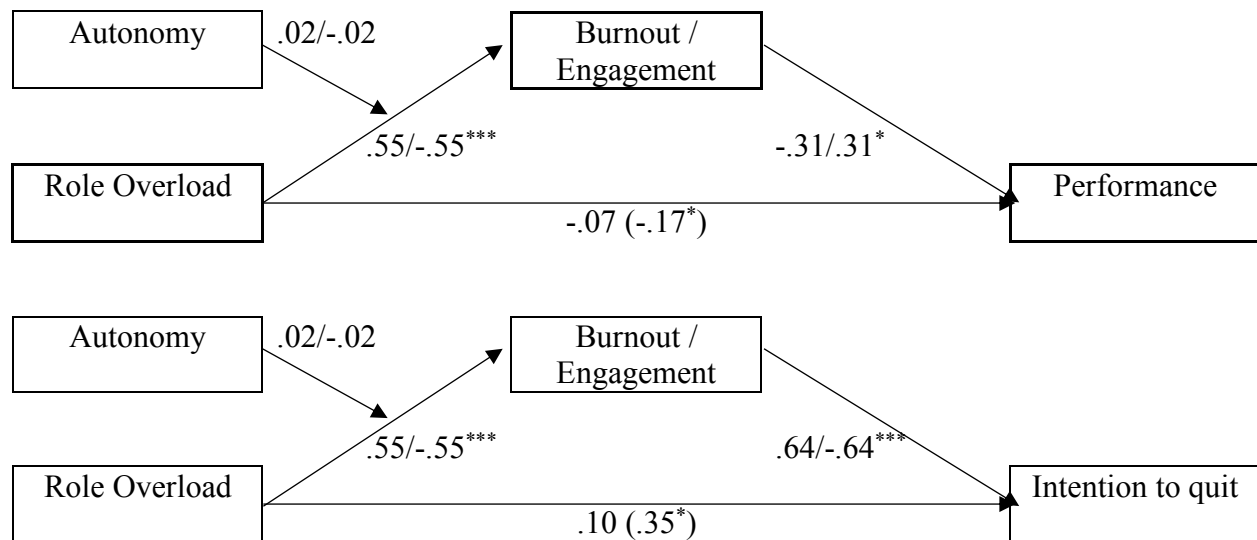 Autonomy
.02/-.02
Burnout /
Engagement
.55/-.55***
-.31/.31*
Role Overload
Performance
-.07 (-.17*)
Autonomy
.02/-.02
Burnout /
Engagement
.55/-.55***
.64/-.64***
Role Overload
Intention to quit
.10 (.35*)